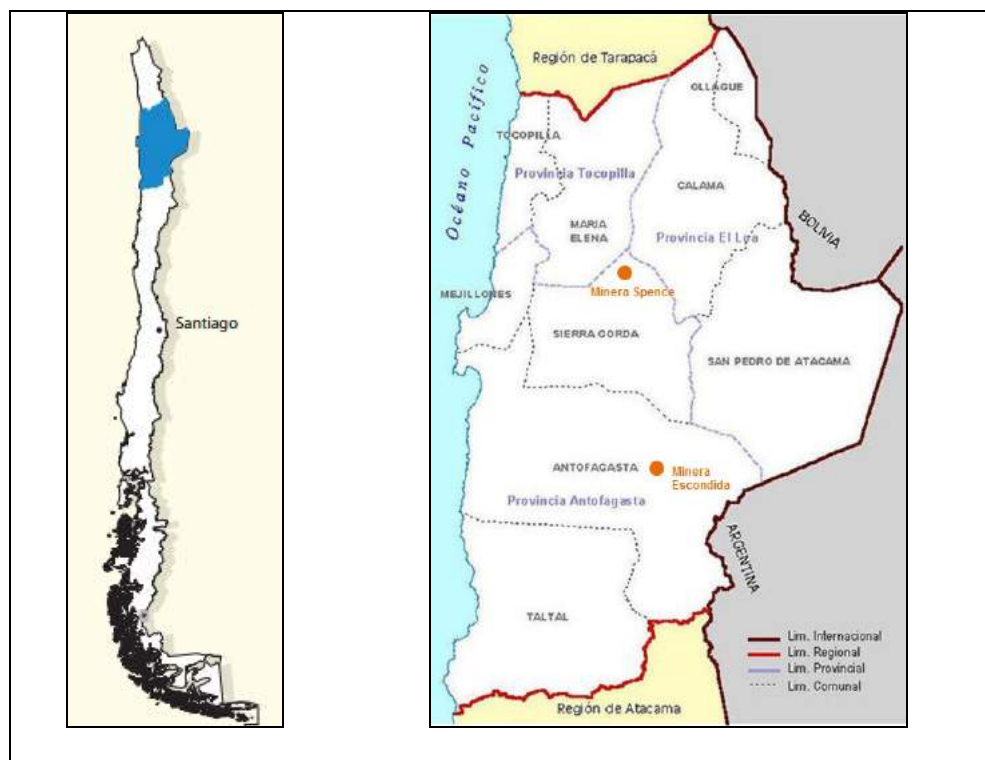 Santiago
Región de Tarapacá
Océano Pacífico
OLLAGUE
TOCOPILLA
Provincia Tocopilla
CALAMA
MARIA
ELENA
Provincia El Loa
BOLIVIA
Minera Spence
MEJILLONES
SIERRA GORDA
SAN PEDRO DE ATACAMA
ANTOFAGASTA
Minera
Escondida
Provincia Antofagasta
ARGENTINA
TALTAL
Lim. Internacional
Lim. Regional
Lim. Provincial
Lim. Comunal
Región de Atacama